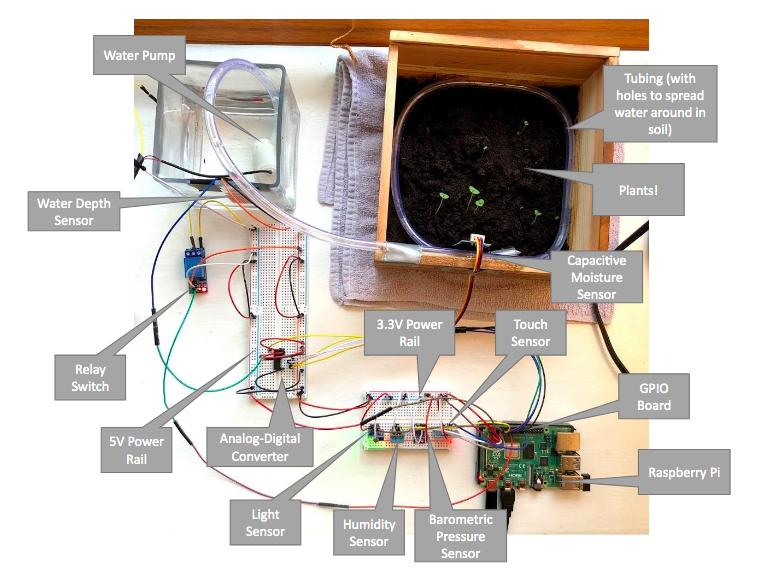 Water Pump
Tubing (with
holes to spread
water around in
soil)
Plants!
Water Depth
Sensor
Capacitive
Moisture
Sensor
3.3V Power
Rail
Touch
Sensor
Relay
Switch
GPIO
Board
5V Power
Rail
Analog-Digital
Converter
Raspberry Pi
Light
Sensor
Humidity
Sensor
Barometric
Pressure
Sensor